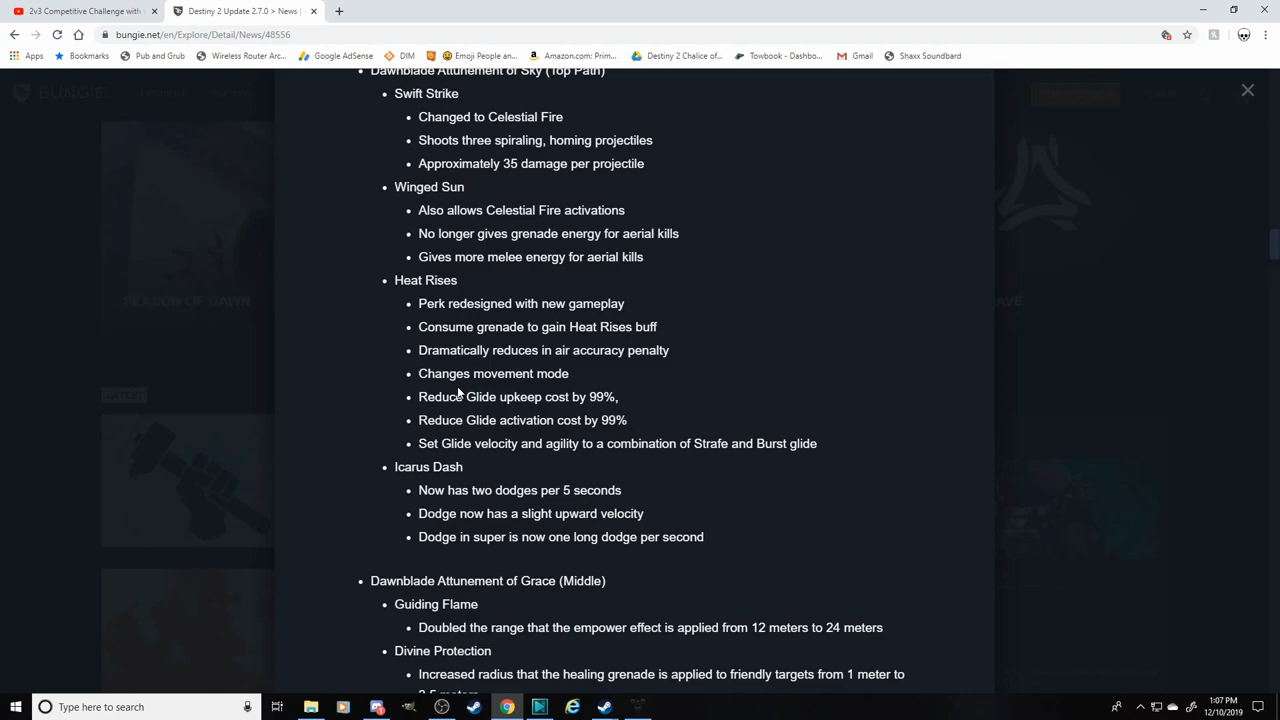 2v3 Competitive Challenge with
Destiny 2 Update 2.7.0 > News |
bungie.net/en/Explore/Detail/News/48556
Apps
Bookmarks
Pub and Grub
Wireless Router Arc...
Google AdSense
DIM
Emoji People an...
Amazon.com: Prim...
Destiny 2 Chalice of...
Towbook - Dashbo...
Gmail
Shaxx Soundbard
BUNGIE
SEASON OF DAWN
LATEST
Dawnblade Attunement of Sky (Top Path)
Swift Strike
Changed to Celestial Fire
Shoots three spiraling, homing projectiles
Approximately 35 damage per projectile
Winged Sun
Also allows Celestial Fire activations
No longer gives grenade energy for aerial kills
Gives more melee energy for aerial kills
Heat Rises
Perk redesigned with new gameplay
Consume grenade to gain Heat Rises buff
Dramatically reduces in air accuracy penalty
Changes movement mode
Reduce Glide upkeep cost by 99%,
Reduce Glide activation cost by 99%
Set Glide velocity and agility to a combination of Strafe and Burst glide
Icarus Dash
Now has two dodges per 5 seconds
Dodge now has a slight upward velocity
Dodge in super is now one long dodge per second
Dawnblade Attunement of Grace (Middle)
Guiding Flame
Doubled the range that the empower effect is applied from 12 meters to 24 meters
Divine Protection
Increased radius that the healing grenade is applied to friendly targets from 1 meter to
Type here to search
1:07 PM
12/10/2019